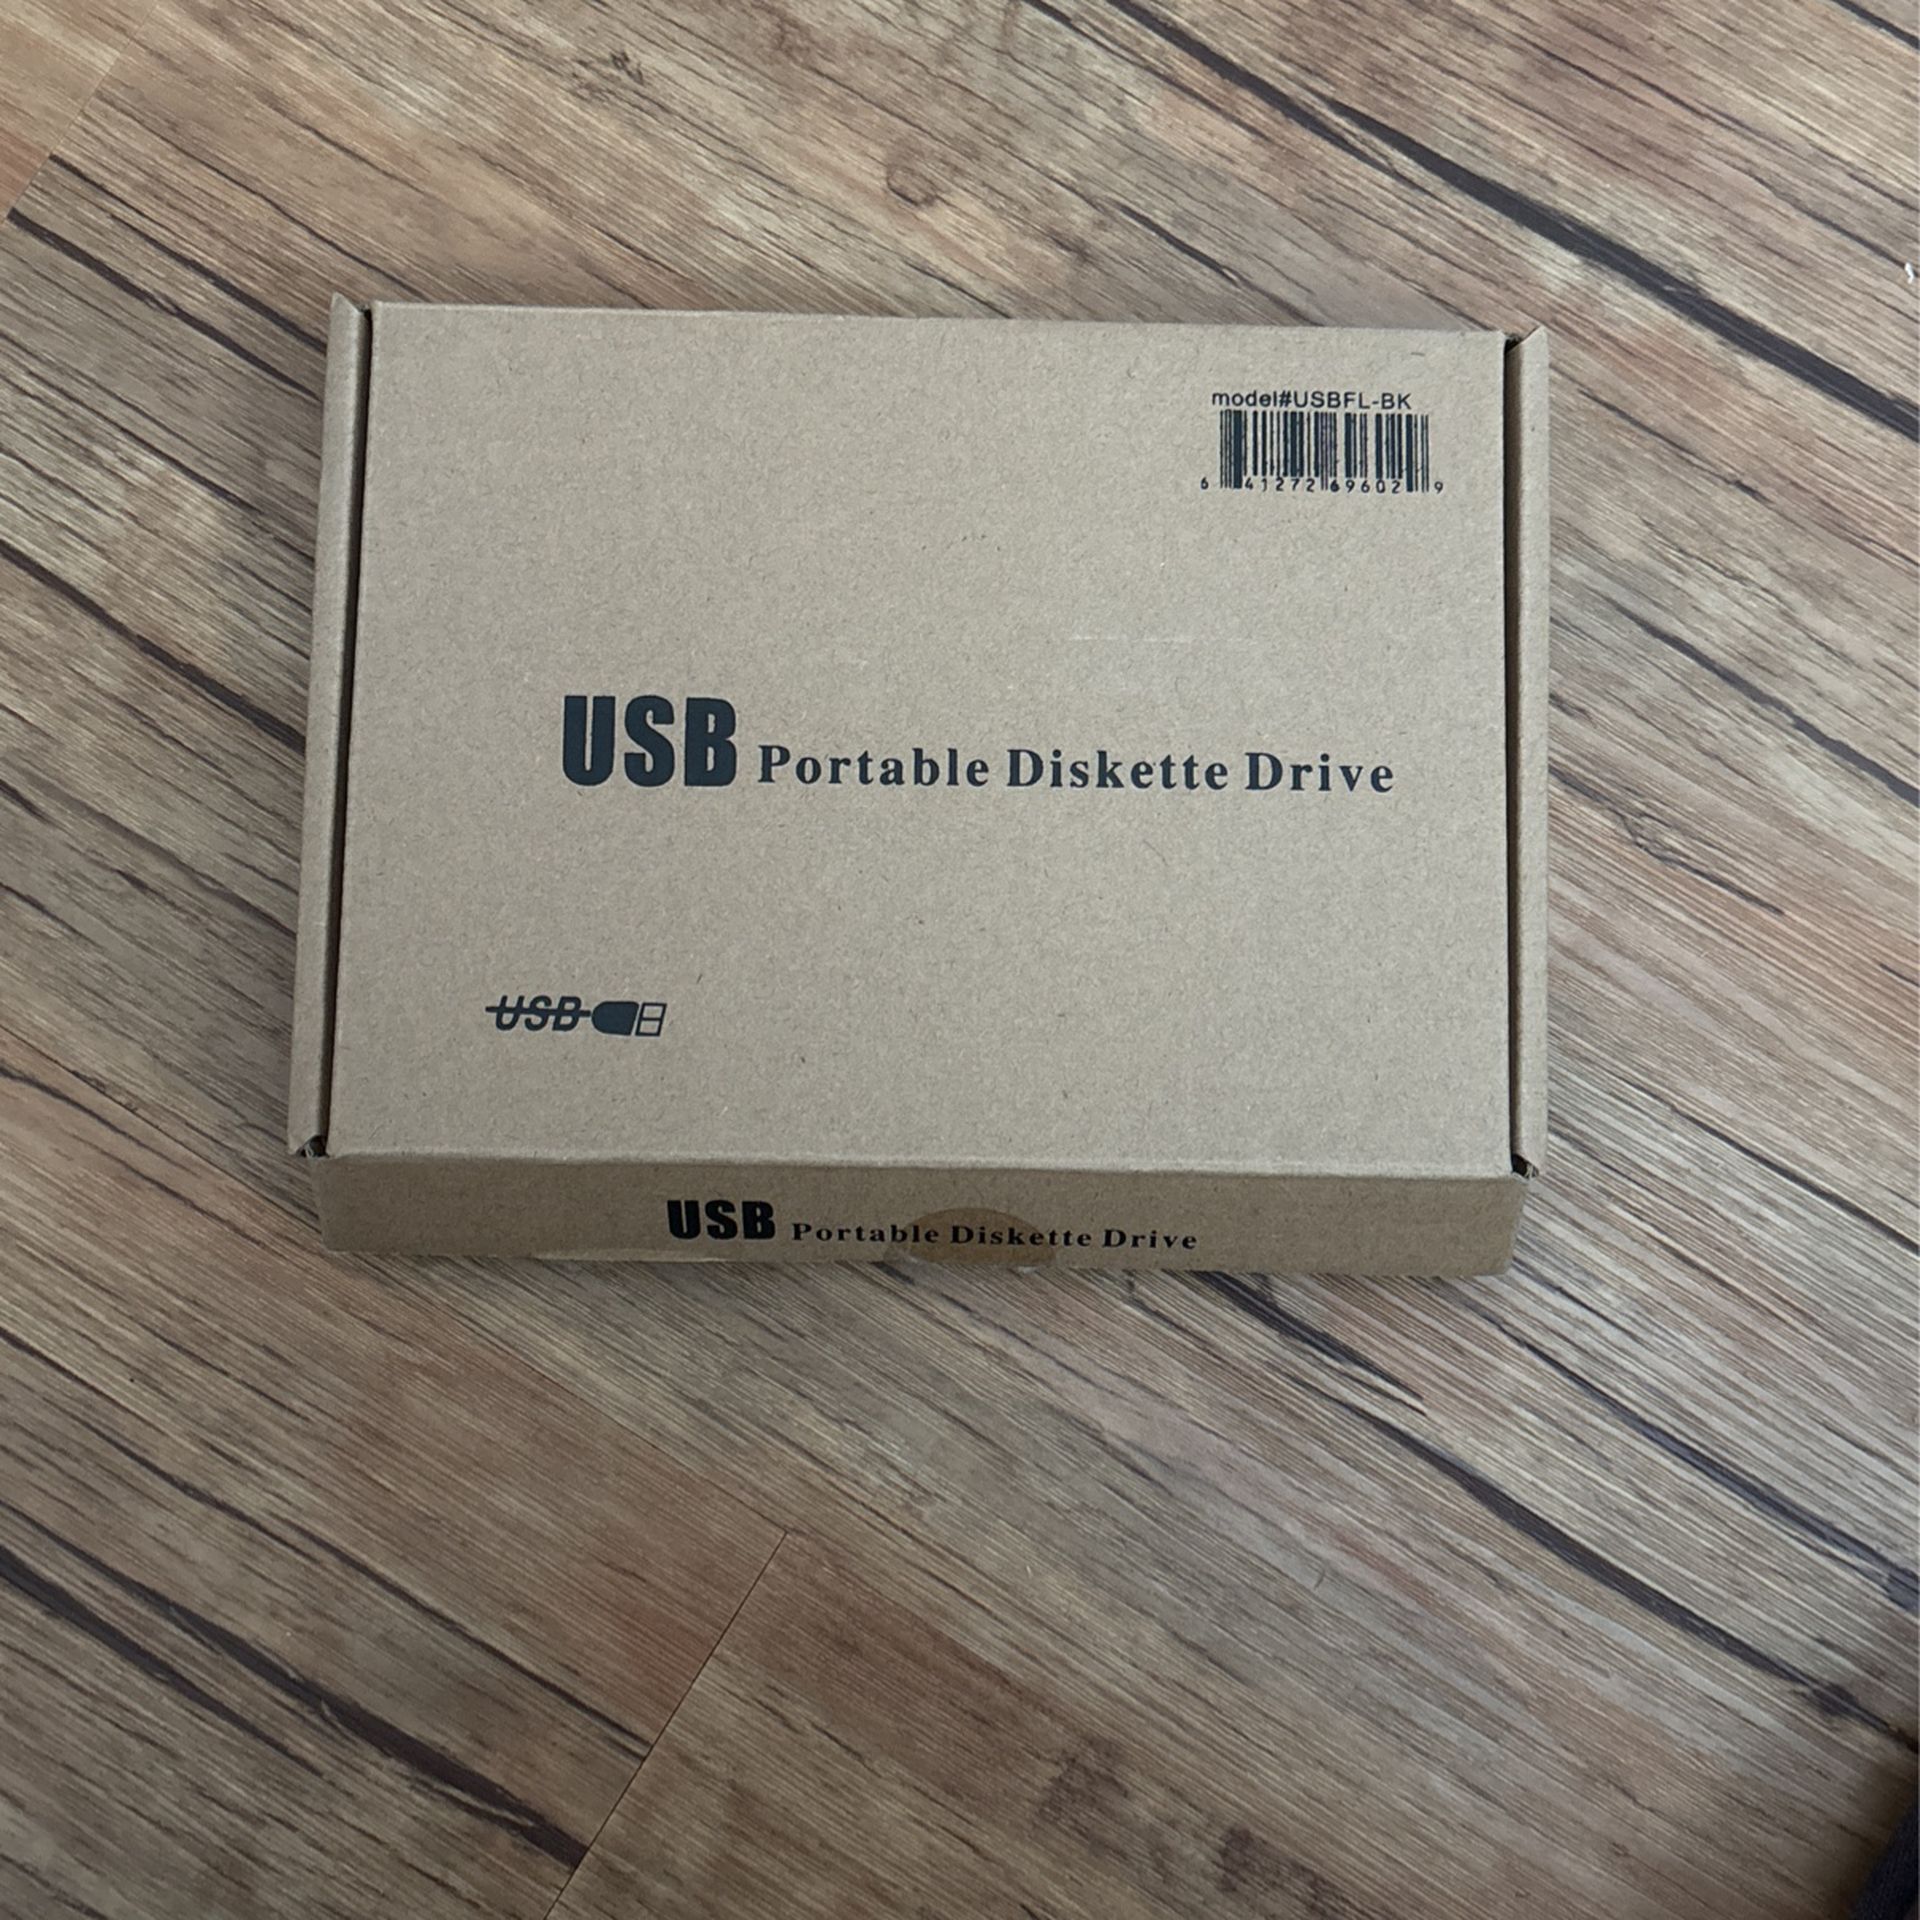 model#USBFL-BK
6 41272 69602 9
USB Portable Diskette Drive
USB
USB Portable Diskette Drive